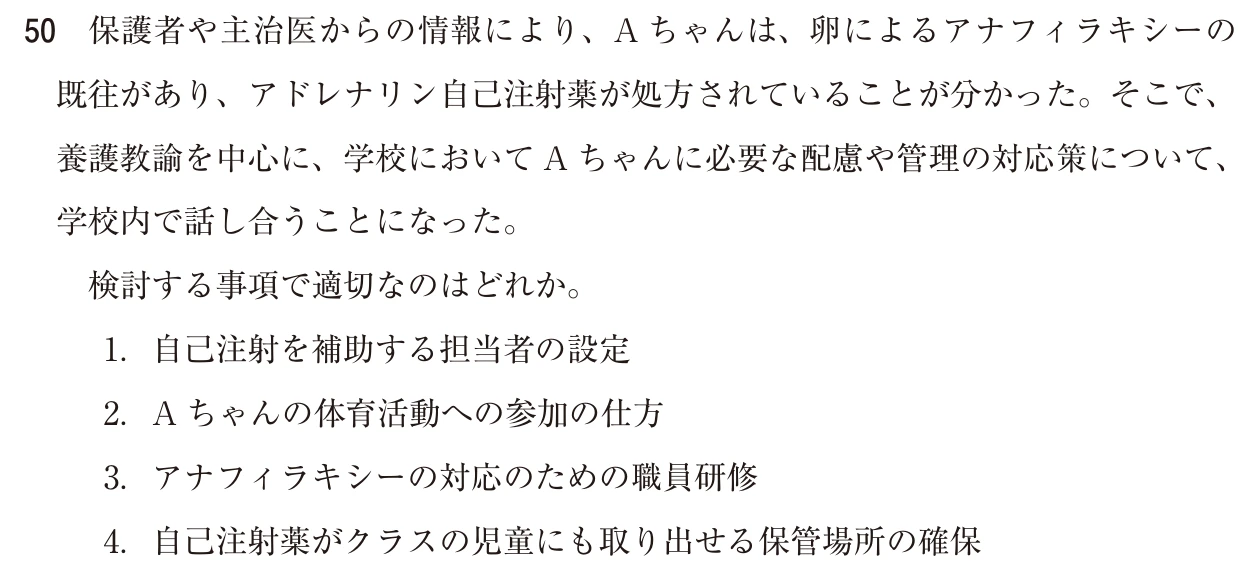 50 保護者や主治医からの情報により、A ちゃんは、卵によるアナフィラキシーの
既往があり、アドレナリン自己注射薬が処方されていることが分かった。そこで、
養護教諭を中心に、学校において A ちゃんに必要な配慮や管理の対応策について、
学校内で話し合うことになった。
検討する事項で適切なのはどれか。
1. 自己注射を補助する担当者の設定
2. A ちゃんの体育活動への参加の仕方
3. アナフィラキシーの対応のための職員研修
4. 自己注射薬がクラスの児童にも取り出せる保管場所の確保